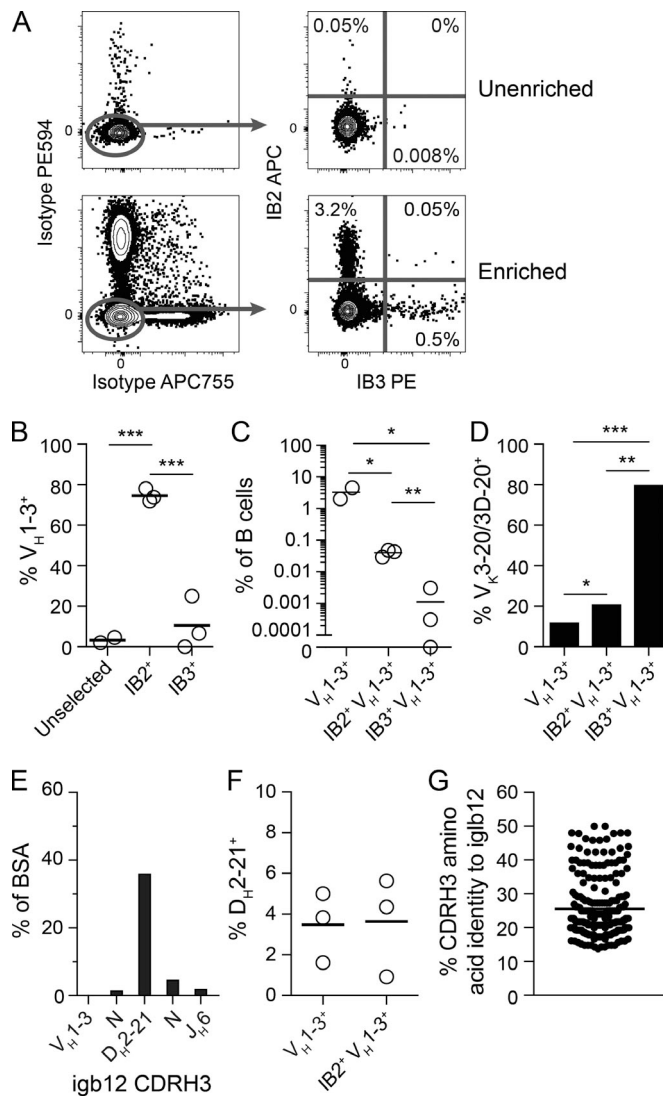 A
Isotype PE594
0
IB2 APC
0
0.05%
0%
0.008%
Unenriched
0
0
3.2%
0.05%
0.5%
Enriched
0
0
Isotype APC755
IB3 PE
B
% VH1-3+
100
80
60
40
20
0
***
***
Unselected
IB2+
IB3+
C
% of B cells
100
10
1
0.1
0.01
0.001
0.0001
0
*
*
**
VH1-3+
IB2+ VH1-3+
IB3+ VH1-3+
D
% VK3-20/3D-20+
100
80
60
40
20
0
***
**
*
VH1-3+
IB2+ VH1-3+
IB3+ VH1-3+
E
% of BSA
60
40
20
0
VH1-3
N
DH2-21
N
JH6
igb12 CDRH3
F
% DH2-21+
10
8
6
4
2
0
VH1-3+
IB2+ VH1-3+
G
% CDRH3 amino
acid identity to iglb12
60
50
40
30
20
10
0